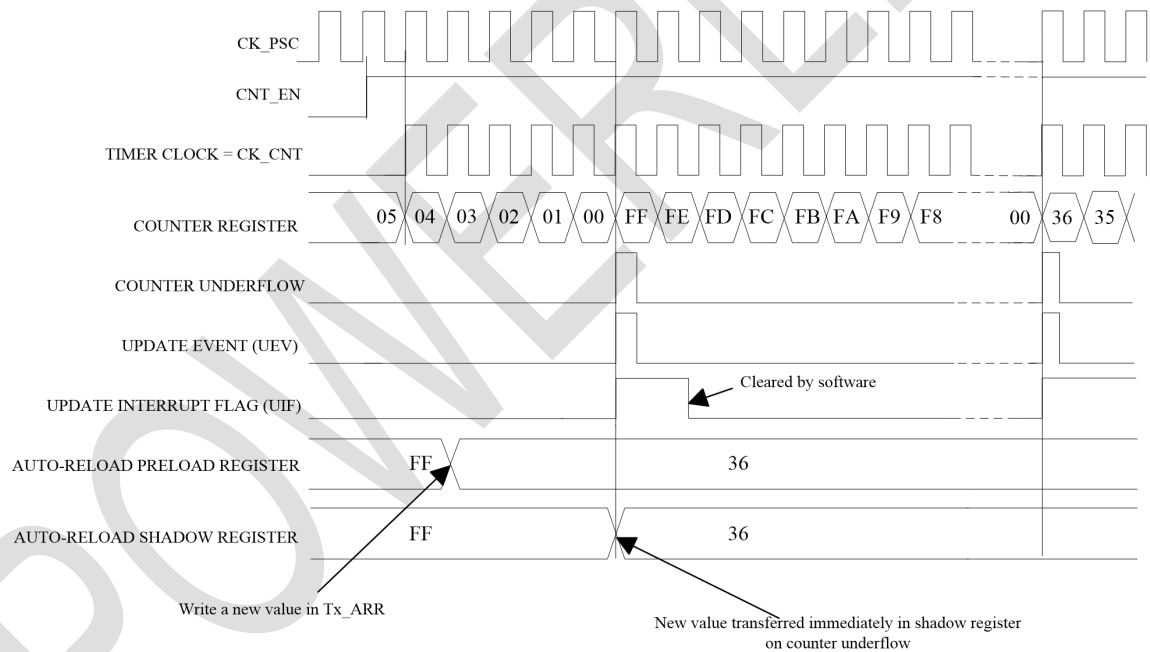 CK_PSC
CNT_EN
TIMER CLOCK = CK_CNT
COUNTER REGISTER 05 04 03 02 01 00 FF FE FD FC FB FA F9 F8 00 36 35
COUNTER UNDERFLOW
UPDATE EVENT (UEV)
Cleared by software
UPDATE INTERRUPT FLAG (UIF)
AUTO-RELOAD PRELOAD REGISTER FF 36
AUTO-RELOAD SHADOW REGISTER FF 36
Write a new value in Tx_ARR
New value transferred immediately in shadow register
on counter underflow